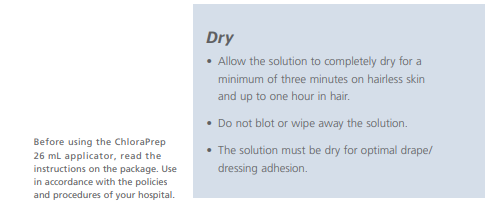 Dry
• Allow the solution to completely dry for a
minimum of three minutes on hairless skin
and up to one hour in hair.
• Do not blot or wipe away the solution.
• The solution must be dry for optimal drape/
dressing adhesion.
Before using the ChloraPrep
26 mL applicator, read the
instructions on the package. Use
in accordance with the policies
and procedures of your hospital.